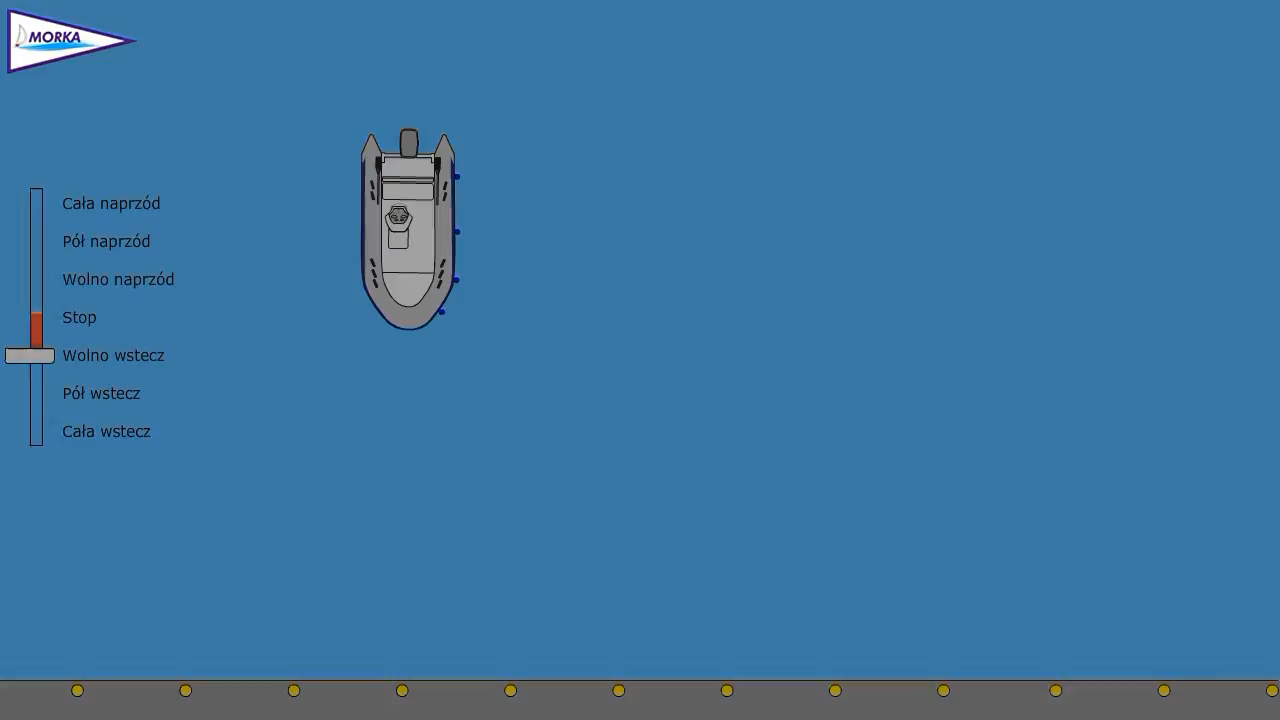 MORKA
Cała naprzód
Pół naprzód
Wolno naprzód
Stop
Wolno wstecz
Pół wstecz
Cała wstecz